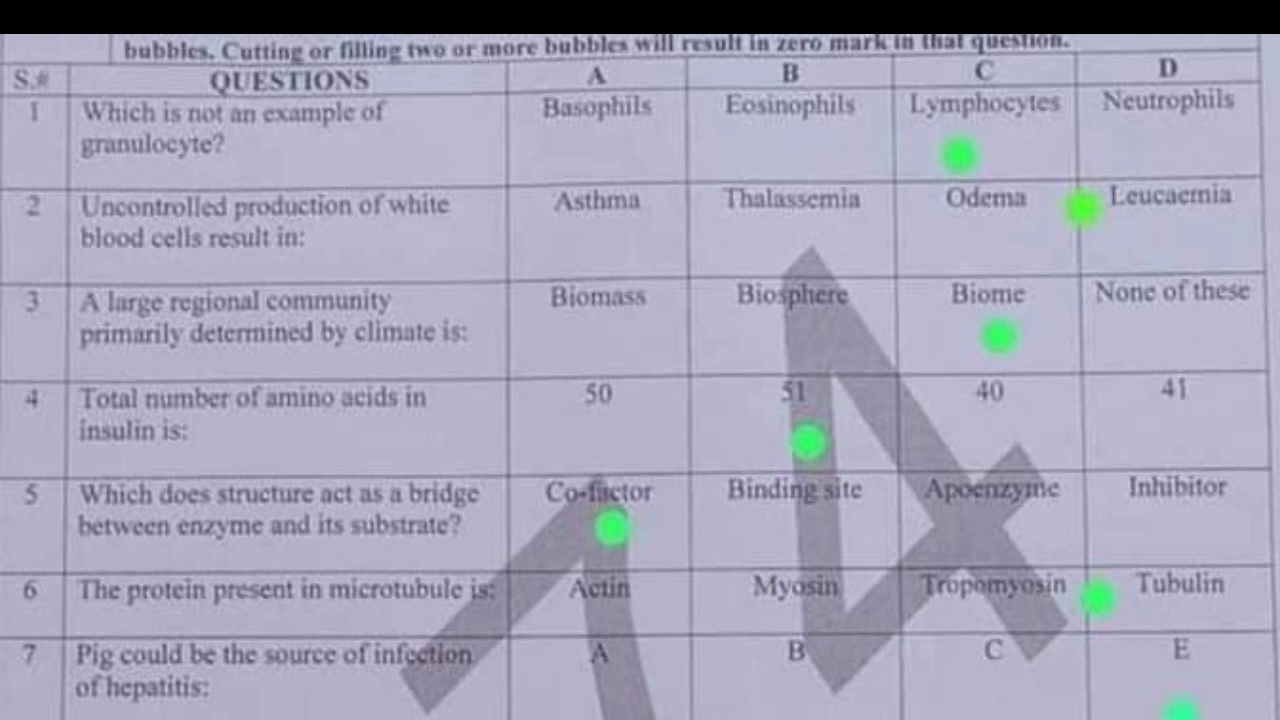 bubbles. Cutting or filling two or more bubbles will result in zero mark in that question.
S.# QUESTIONS A B C D
1 Which is not an example of granulocyte? Basophils Eosinophils Lymphocytes Neutrophils
2 Uncontrolled production of white blood cells result in: Asthma Thalassemia Odema Leucaemia
3 A large regional community primarily determined by climate is: Biomass Biosphere Biome None of these
4 Total number of amino acids in insulin is: 50 51 40 41
5 Which does structure act as a bridge between enzyme and its substrate? Co-factor Binding site Apoenzyme Inhibitor
6 The protein present in microtubule is: Actin Myosin Tropomyosin Tubulin
7 Pig could be the source of infection of hepatitis: A B C E